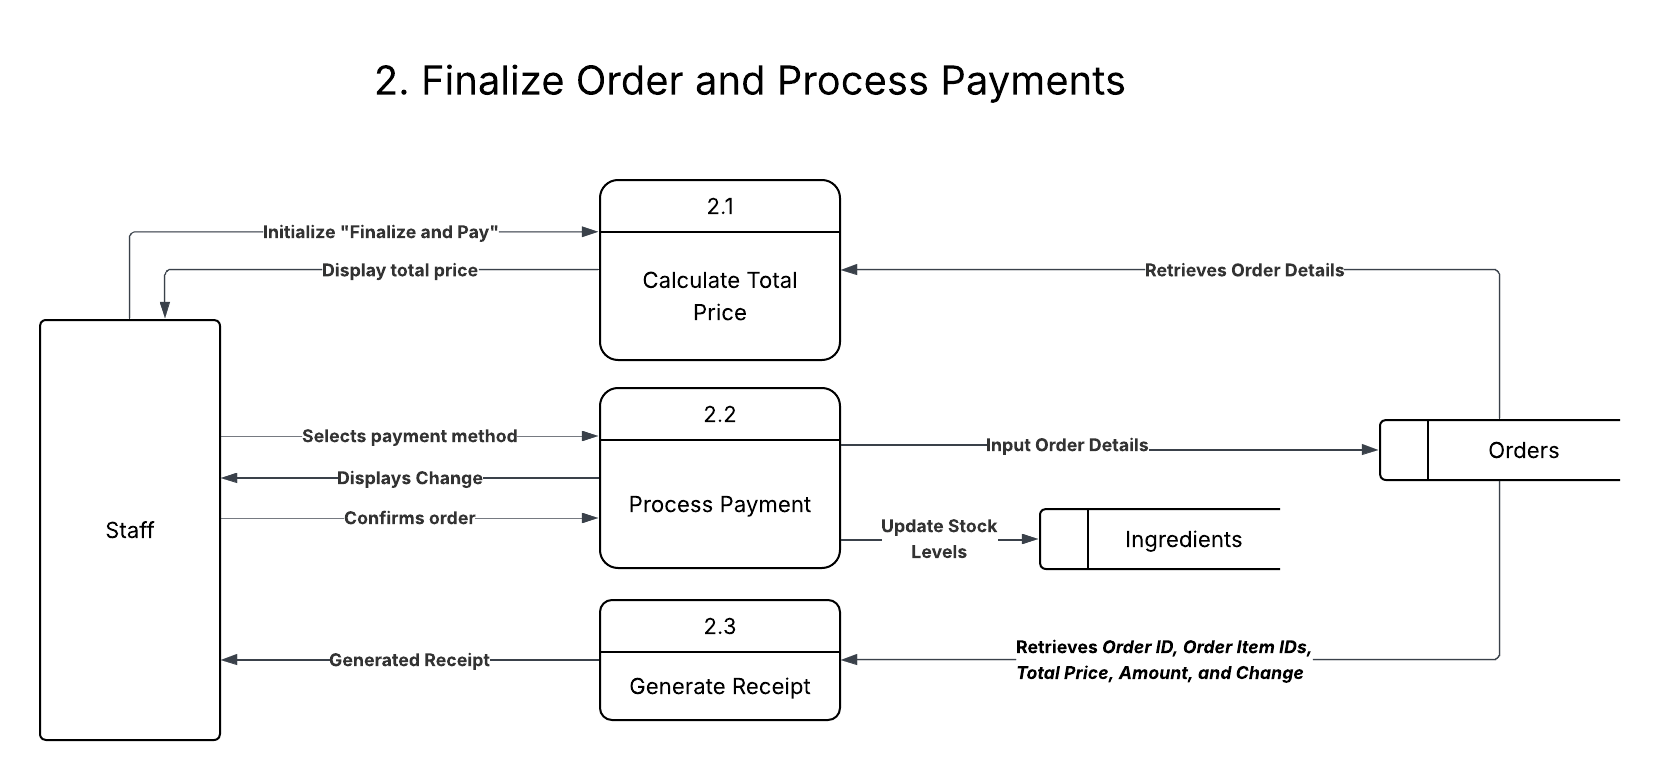 2. Finalize Order and Process Payments
2.1
Initialize "Finalize and Pay"
Display total price
Calculate Total
Price
Retrieves Order Details
2.2
Selects payment method
Displays Change
Confirms order
Process Payment
Input Order Details
Orders
Staff
Update Stock
Levels
Ingredients
2.3
Generated Receipt
Generate Receipt
Retrieves Order ID, Order Item IDs,
Total Price, Amount, and Change